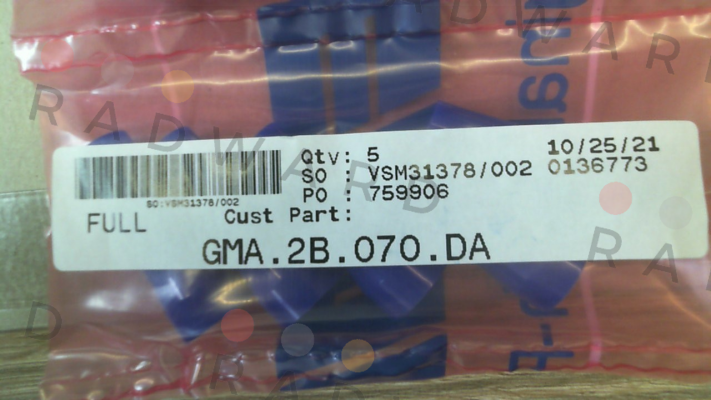 RADWARD
Qty: 5 10/25/21
SO : VSM31378/002 0136773
SO:VSM31378/002
PO : 759906
FULL Cust Part:
GMA.2B.070.DA